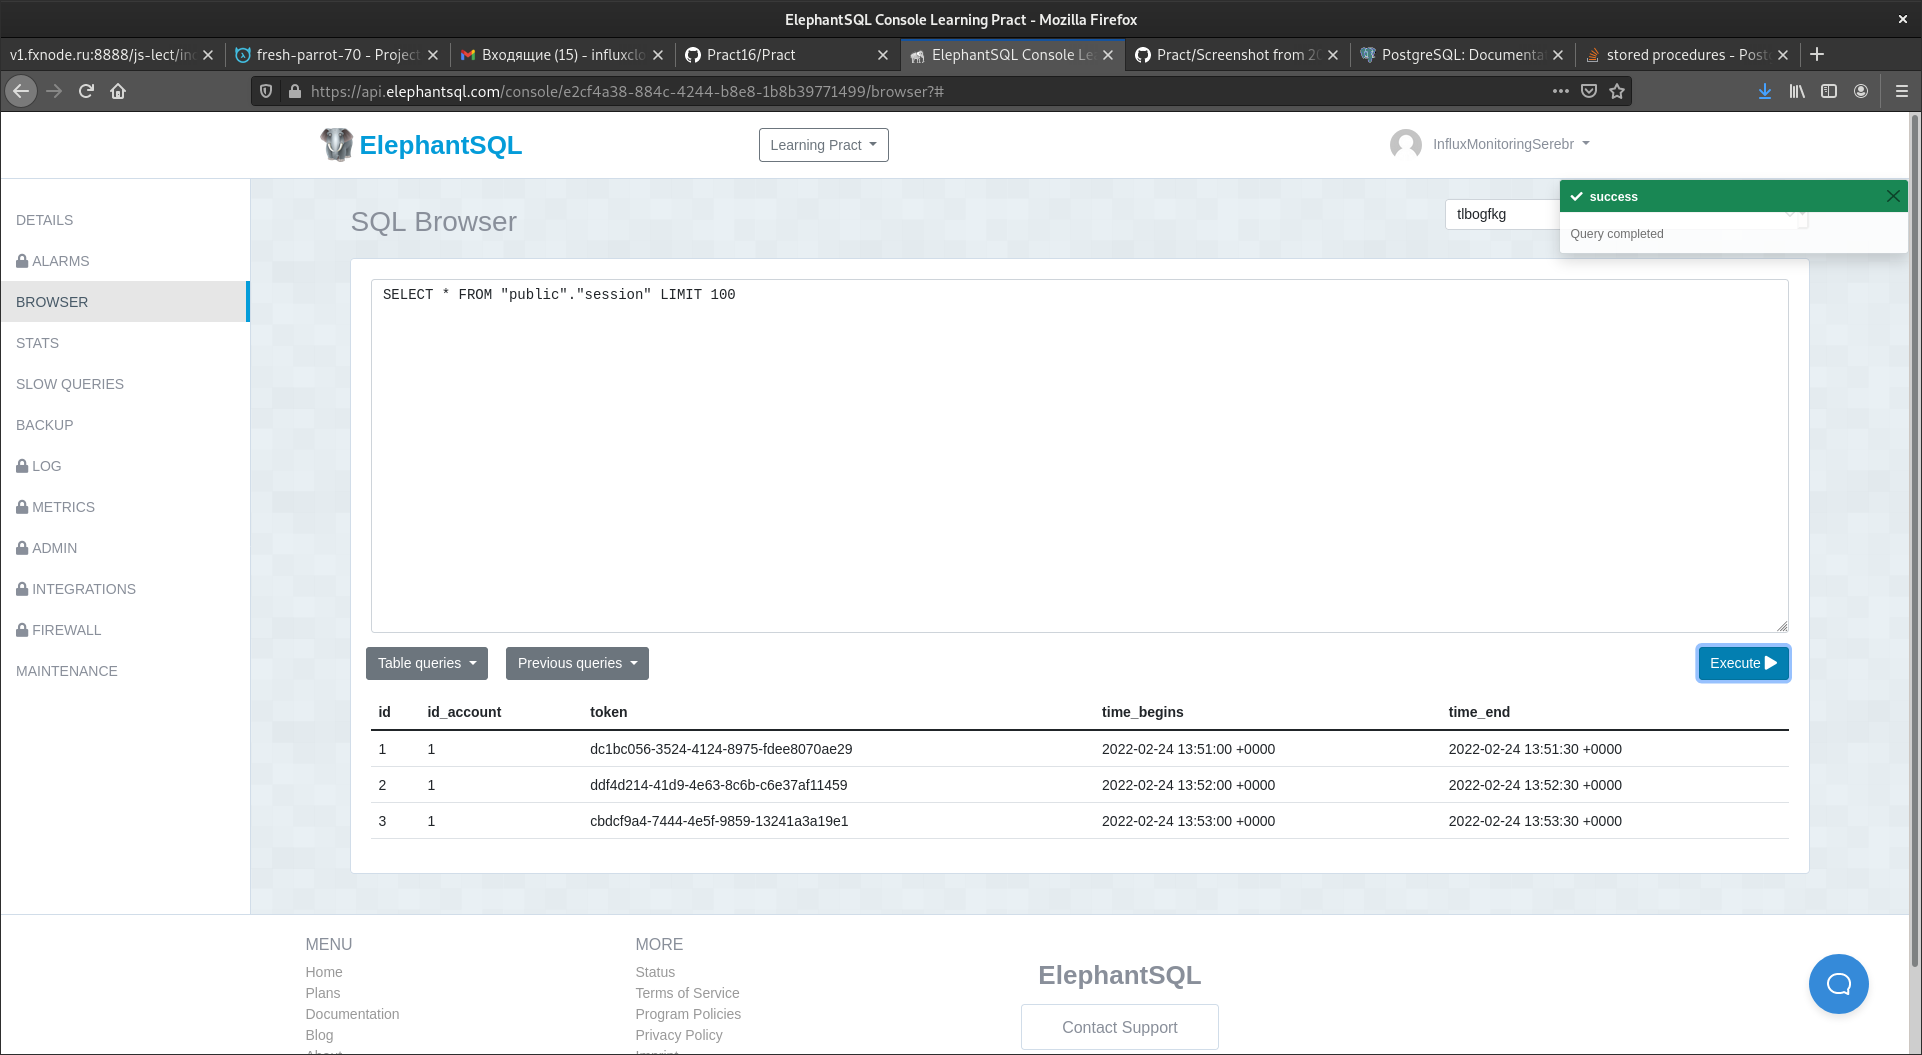 ElephantSQL Console Learning Pract - Mozilla Firefox
v1.fxnode.ru:8888/js-lect/in
fresh-parrot-70 - Project
Входящие (15) - influxclo
Pract16/Pract
ElephantSQL Console Le
Pract/Screenshot from 20
PostgreSQL: Documenta
stored procedures - Post
https://api.elephantsql.com/console/e2cf4a38-884c-4244-b8e8-1b8b39771499/browser?#
ElephantSQL
Learning Pract
InfluxMonitoringSerebr
DETAILS
ALARMS
BROWSER
STATS
SLOW QUERIES
BACKUP
LOG
METRICS
ADMIN
INTEGRATIONS
FIREWALL
MAINTENANCE
SQL Browser
tlbogfkg
success
Query completed
SELECT * FROM "public"."session" LIMIT 100
Table queries
Previous queries
Execute
id id_account token time_begins time_end
1 1 dc1bc056-3524-4124-8975-fdee8070ae29 2022-02-24 13:51:00 +0000 2022-02-24 13:51:30 +0000
2 1 ddf4d214-41d9-4e63-8c6b-c6e37af11459 2022-02-24 13:52:00 +0000 2022-02-24 13:52:30 +0000
3 1 cbdcf9a4-7444-4e5f-9859-13241a3a19e1 2022-02-24 13:53:00 +0000 2022-02-24 13:53:30 +0000
MENU
Home
Plans
Documentation
Blog
About
MORE
Status
Terms of Service
Program Policies
Privacy Policy
Imprint
ElephantSQL
Contact Support